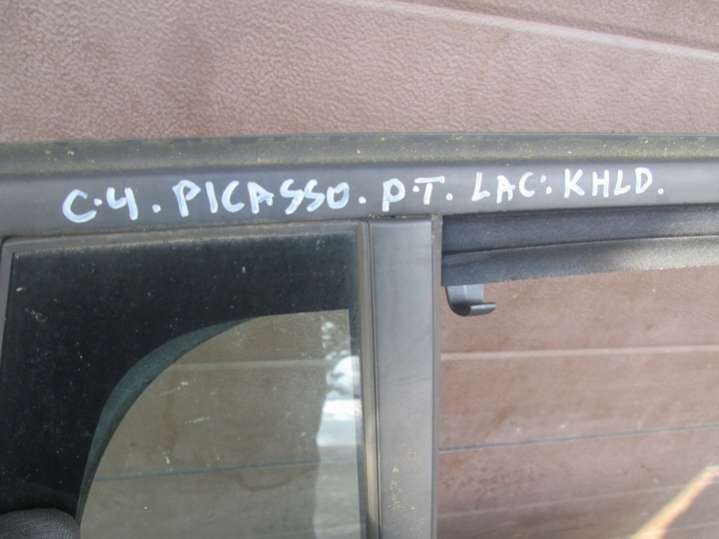 C.4. PICASSO. P.T. LAC: KHLD.